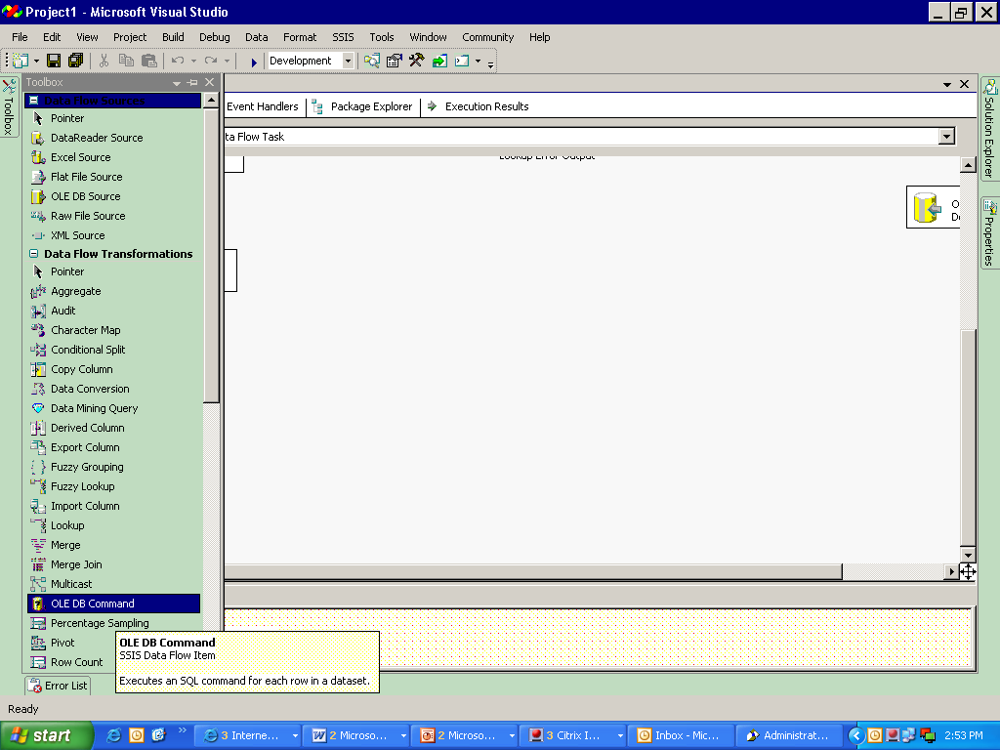 Project1 - Microsoft Visual Studio
File Edit View Project Build Debug Data Format SSIS Tools Window Community Help
Development
Toolbox
Toolbox
Event Handlers Package Explorer Execution Results
ta Flow Task
Lookup Error Output
Data Flow Sources
Pointer
DataReader Source
Excel Source
Flat File Source
OLE DB Source
Raw File Source
XML Source
Data Flow Transformations
Pointer
Aggregate
Audit
Character Map
Conditional Split
Copy Column
Data Conversion
Data Mining Query
Derived Column
Export Column
Fuzzy Grouping
Fuzzy Lookup
Import Column
Lookup
Merge
Merge Join
Multicast
OLE DB Command
Percentage Sampling
Pivot
Row Count
OLE DB Command
SSIS Data Flow Item
Executes an SQL command for each row in a dataset.
O
De
Solution Explorer
Properties
Error List
Ready
start
3 Interne...
2 Microso...
2 Microso...
3 Citrix I...
Inbox - Mic...
Administrat...
2:53 PM